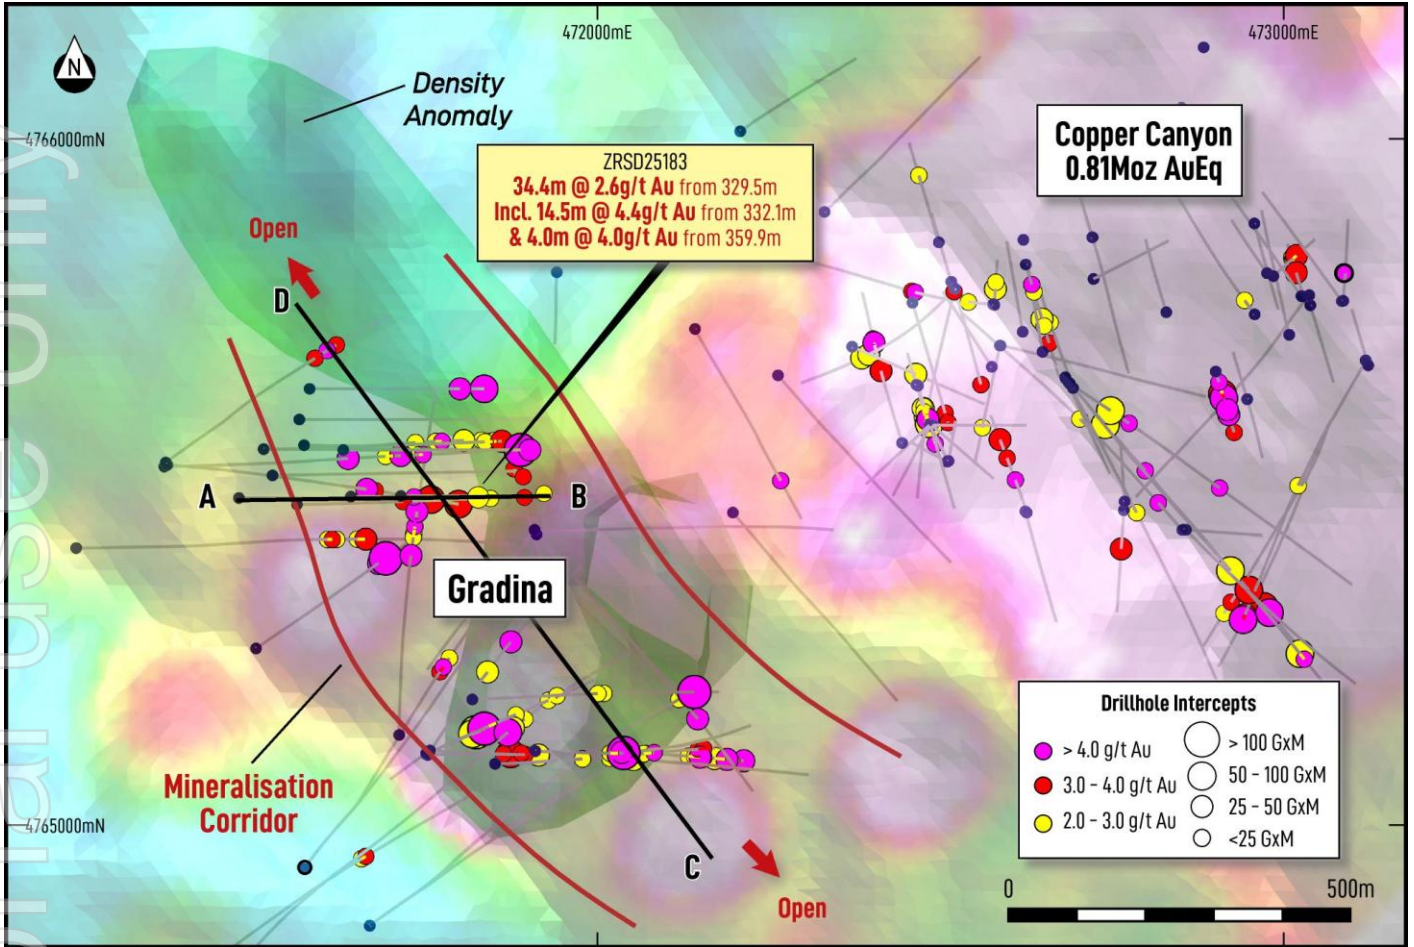 472000mE
473000mE
N
Density
Anomaly
4766000mN
Copper Canyon
0.81Moz AuEq
ZRSD25183
34.4m @ 2.6g/t Au from 329.5m
Incl. 14.5m @ 4.4g/t Au from 332.1m
& 4.0m @ 4.0g/t Au from 359.9m
Open
D
A
B
Gradina
Mineralisation
Corridor
4765000mN
C
Open
Drillhole Intercepts
> 4.0 g/t Au
3.0 - 4.0 g/t Au
2.0 - 3.0 g/t Au
> 100 GxM
50 - 100 GxM
25 - 50 GxM
<25 GxM
0
500m
use only